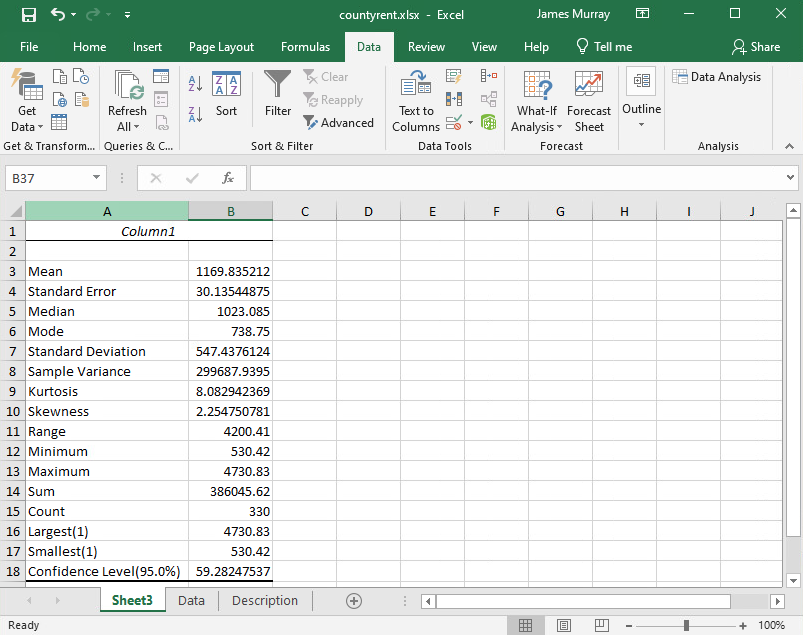 countyrent.xlsx - Excel James Murray
File Home Insert Page Layout Formulas Data Review View Help Tell me Share
Get Data
Refresh All
A Z
Z A
Z A A Z
Sort
Filter
Clear
Reapply
Advanced
Text to Columns
What-If Analysis
Forecast Sheet
Outline
Data Analysis
Get & Transform... Queries & C... Sort & Filter Data Tools Forecast Analysis
B37 fx
A B C D E F G H I J
1 Column1
2
3 Mean 1169.835212
4 Standard Error 30.13544875
5 Median 1023.085
6 Mode 738.75
7 Standard Deviation 547.4376124
8 Sample Variance 299687.9395
9 Kurtosis 8.082942369
10 Skewness 2.254750781
11 Range 4200.41
12 Minimum 530.42
13 Maximum 4730.83
14 Sum 386045.62
15 Count 330
16 Largest(1) 4730.83
17 Smallest(1) 530.42
18 Confidence Level(95.0%) 59.28247537
Sheet3 Data Description
Ready 100%